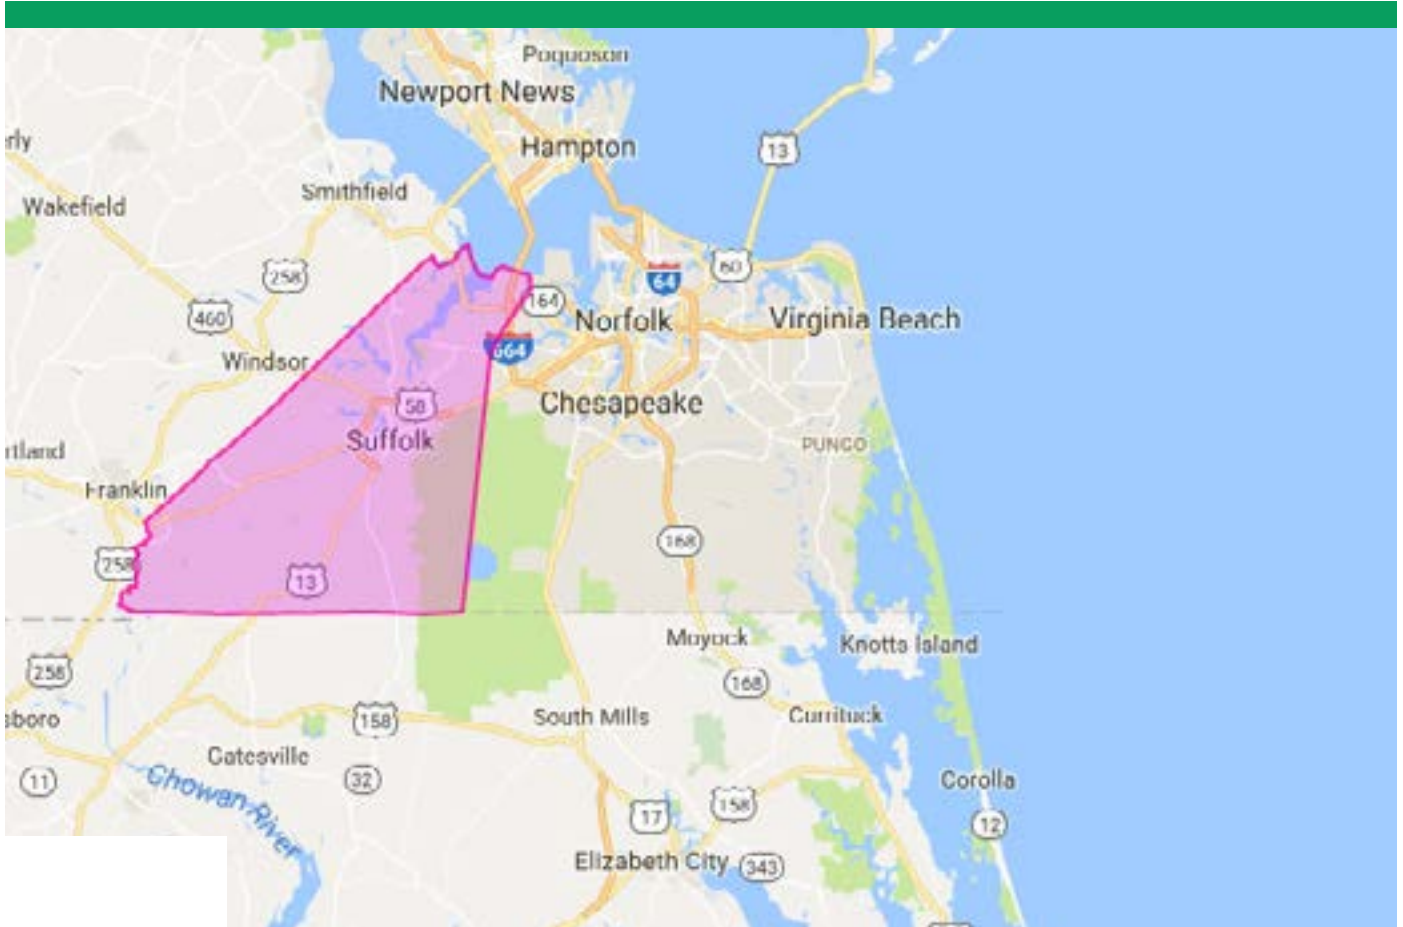 Poquoson
Newport News
Hampton
13
rly
Smithfield
Wakefield
258
60
64
164
460
Norfolk
Virginia Beach
664
Windsor
58
Chesapeake
Suffolk
PUNGO
rtland
Franklin
168
258
13
Moyock
Knotts Island
258
168
sboro
158
South Mills
Currituck
Gatesville
11
32
Corolla
Chowan River
158
17
12
Elizabeth City
343